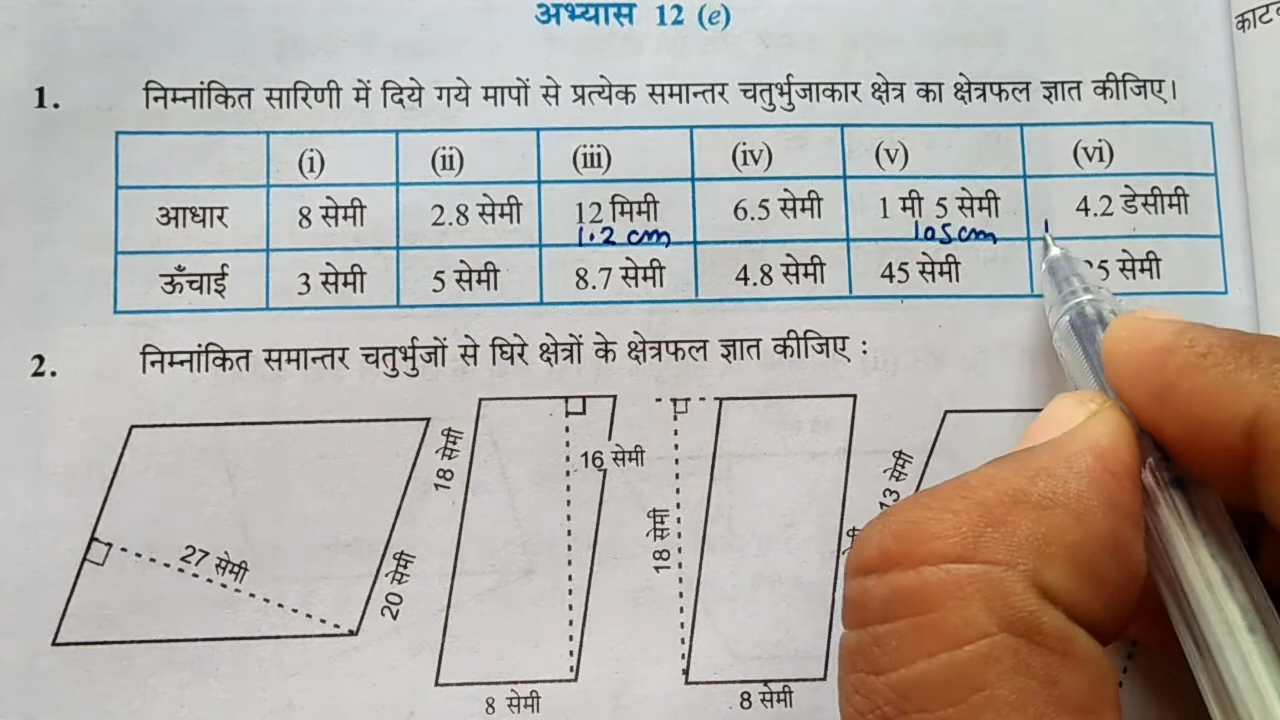 अभ्यास 12 (e)
1. निम्नांकित सारिणी में दिये गये मापों से प्रत्येक समान्तर चतुर्भुजाकार क्षेत्र का क्षेत्रफल ज्ञात कीजिए।
(i) (ii) (iii) (iv) (v) (vi)
आधार 8 सेमी 2.8 सेमी 12 मिमी 6.5 सेमी 1 मी 5 सेमी 4.2 डेसीमी
1.2 cm 105cm
ऊँचाई 3 सेमी 5 सेमी 8.7 सेमी 4.8 सेमी 45 सेमी सेमी
2. निम्नांकित समान्तर चतुर्भुजों से घिरे क्षेत्रों के क्षेत्रफल ज्ञात कीजिए :
27 सेमी
20 सेमी
18 सेमी
16 सेमी
8 सेमी
18 सेमी
8 सेमी
13 सेमी